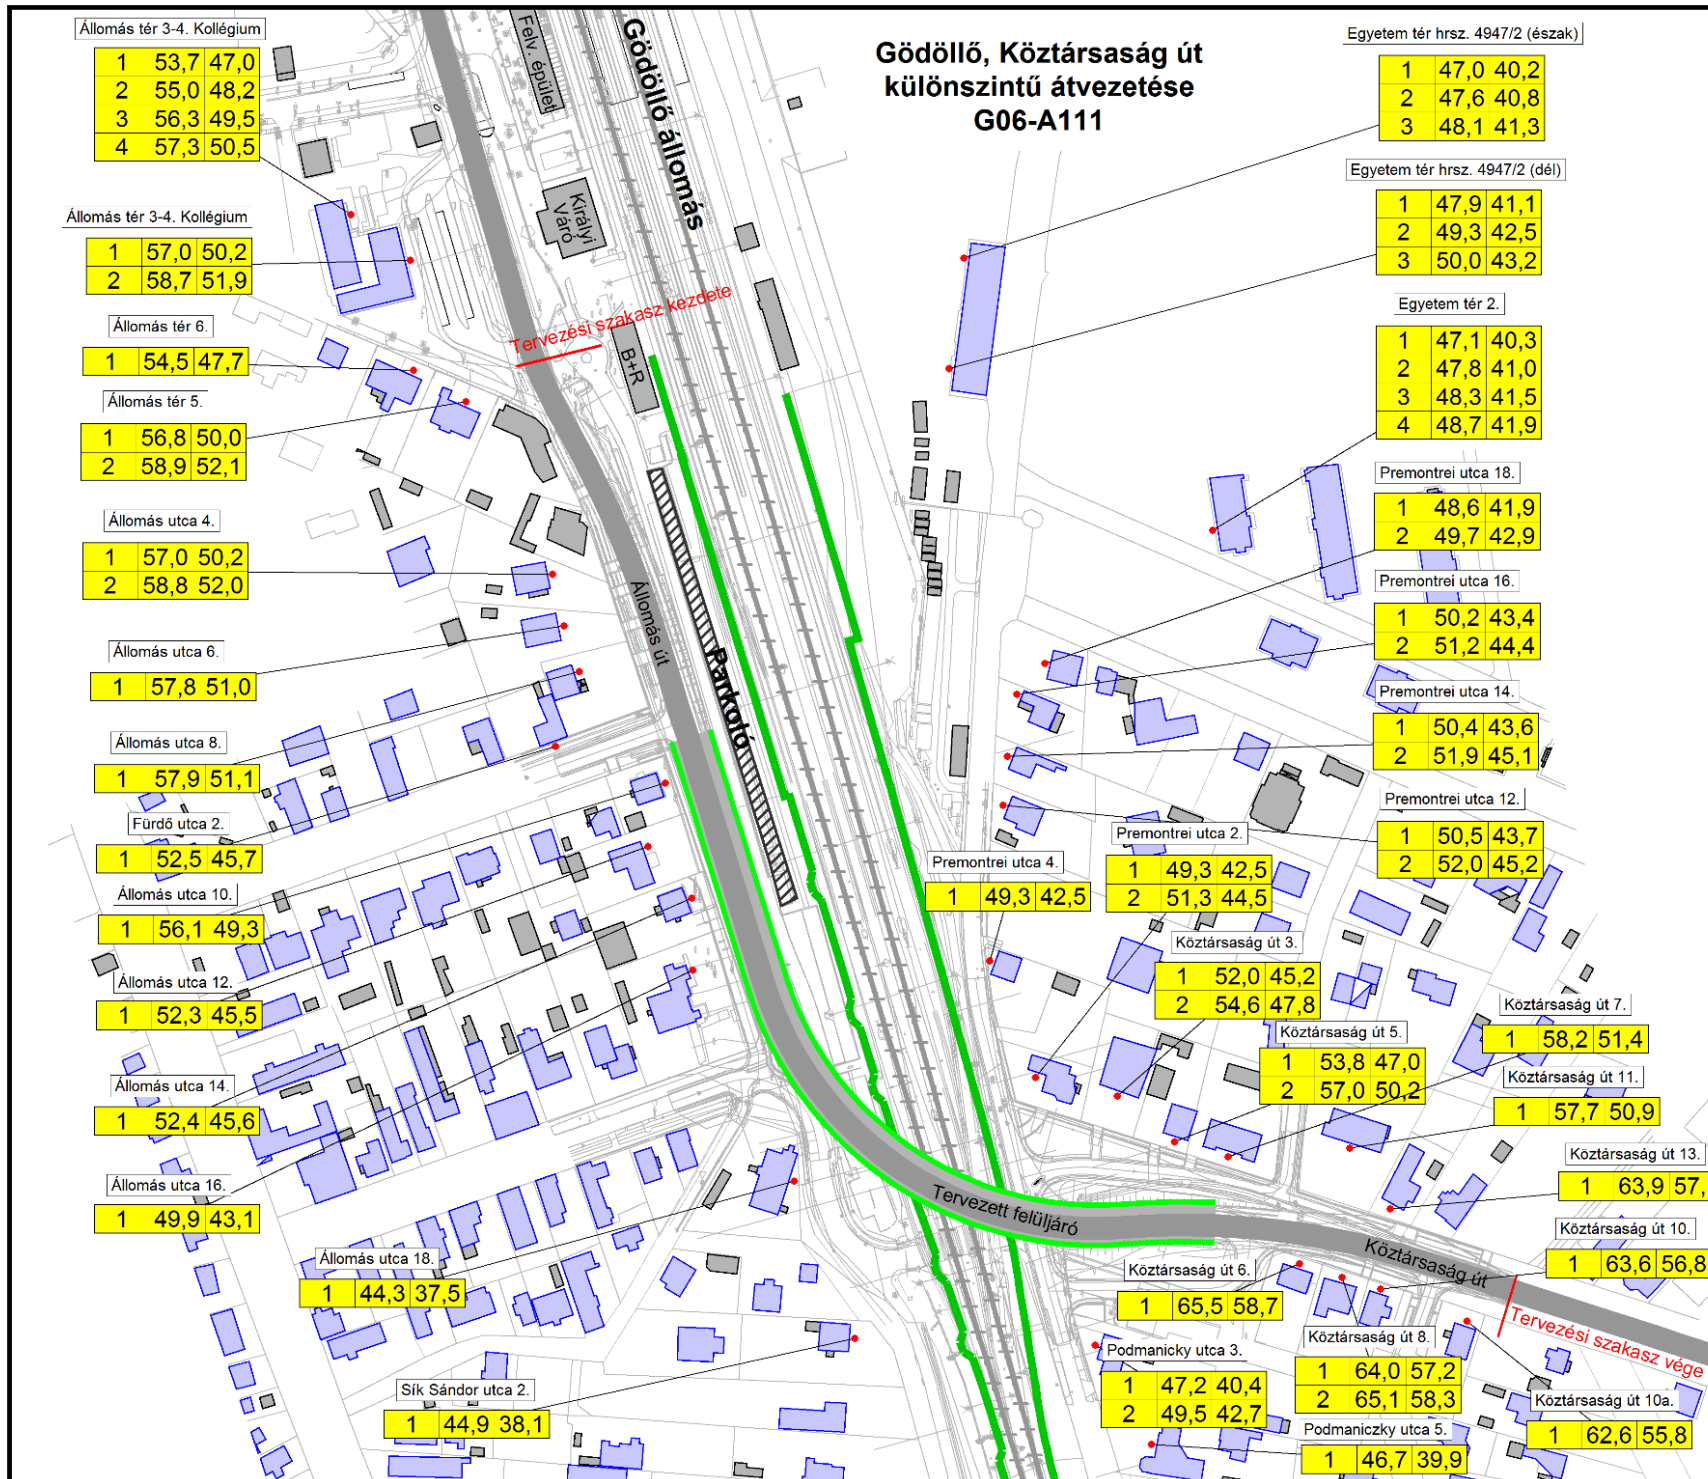 Gödöllő, Köztársaság út
különszintű átvezetése
G06-A111
Állomás tér 3-4. Kollégium
1 53,7 47,0
2 55,0 48,2
3 56,3 49,5
4 57,3 50,5
Állomás tér 3-4. Kollégium
1 57,0 50,2
2 58,7 51,9
Állomás tér 6.
1 54,5 47,7
Állomás tér 5.
1 56,8 50,0
2 58,9 52,1
Állomás utca 4.
1 57,0 50,2
2 58,8 52,0
Állomás utca 6.
1 57,8 51,0
Állomás utca 8.
1 57,9 51,1
Fürdő utca 2.
1 52,5 45,7
Állomás utca 10.
1 56,1 49,3
Állomás utca 12.
1 52,3 45,5
Állomás utca 14.
1 52,4 45,6
Állomás utca 16.
1 49,9 43,1
Állomás utca 18.
1 44,3 37,5
Sík Sándor utca 2.
1 44,9 38,1
Felv. épület
Gödöllő állomás
Királyi
Váró
Tervezési szakasz kezdete
B+R
Állomás út
Parkoló
Tervezett felüljáró
Köztársaság út
Tervezési szakasz vége
Egyetem tér hrsz. 4947/2 (észak)
1 47,0 40,2
2 47,6 40,8
3 48,1 41,3
Egyetem tér hrsz. 4947/2 (dél)
1 47,9 41,1
2 49,3 42,5
3 50,0 43,2
Egyetem tér 2.
1 47,1 40,3
2 47,8 41,0
3 48,3 41,5
4 48,7 41,9
Premontrei utca 18.
1 48,6 41,9
2 49,7 42,9
Premontrei utca 16.
1 50,2 43,4
2 51,2 44,4
Premontrei utca 14.
1 50,4 43,6
2 51,9 45,1
Premontrei utca 12.
1 50,5 43,7
2 52,0 45,2
Premontrei utca 2.
1 49,3 42,5
2 51,3 44,5
Premontrei utca 4.
1 49,3 42,5
Köztársaság út 3.
1 52,0 45,2
2 54,6 47,8
Köztársaság út 5.
1 53,8 47,0
2 57,0 50,2
Köztársaság út 7.
1 58,2 51,4
Köztársaság út 11.
1 57,7 50,9
Köztársaság út 13.
1 63,9 57,
Köztársaság út 10.
1 63,6 56,8
Köztársaság út 6.
1 65,5 58,7
Köztársaság út 8.
1 64,0 57,2
2 65,1 58,3
Podmanicky utca 3.
1 47,2 40,4
2 49,5 42,7
Köztársaság út 10a.
1 62,6 55,8
Podmaniczky utca 5.
1 46,7 39,9